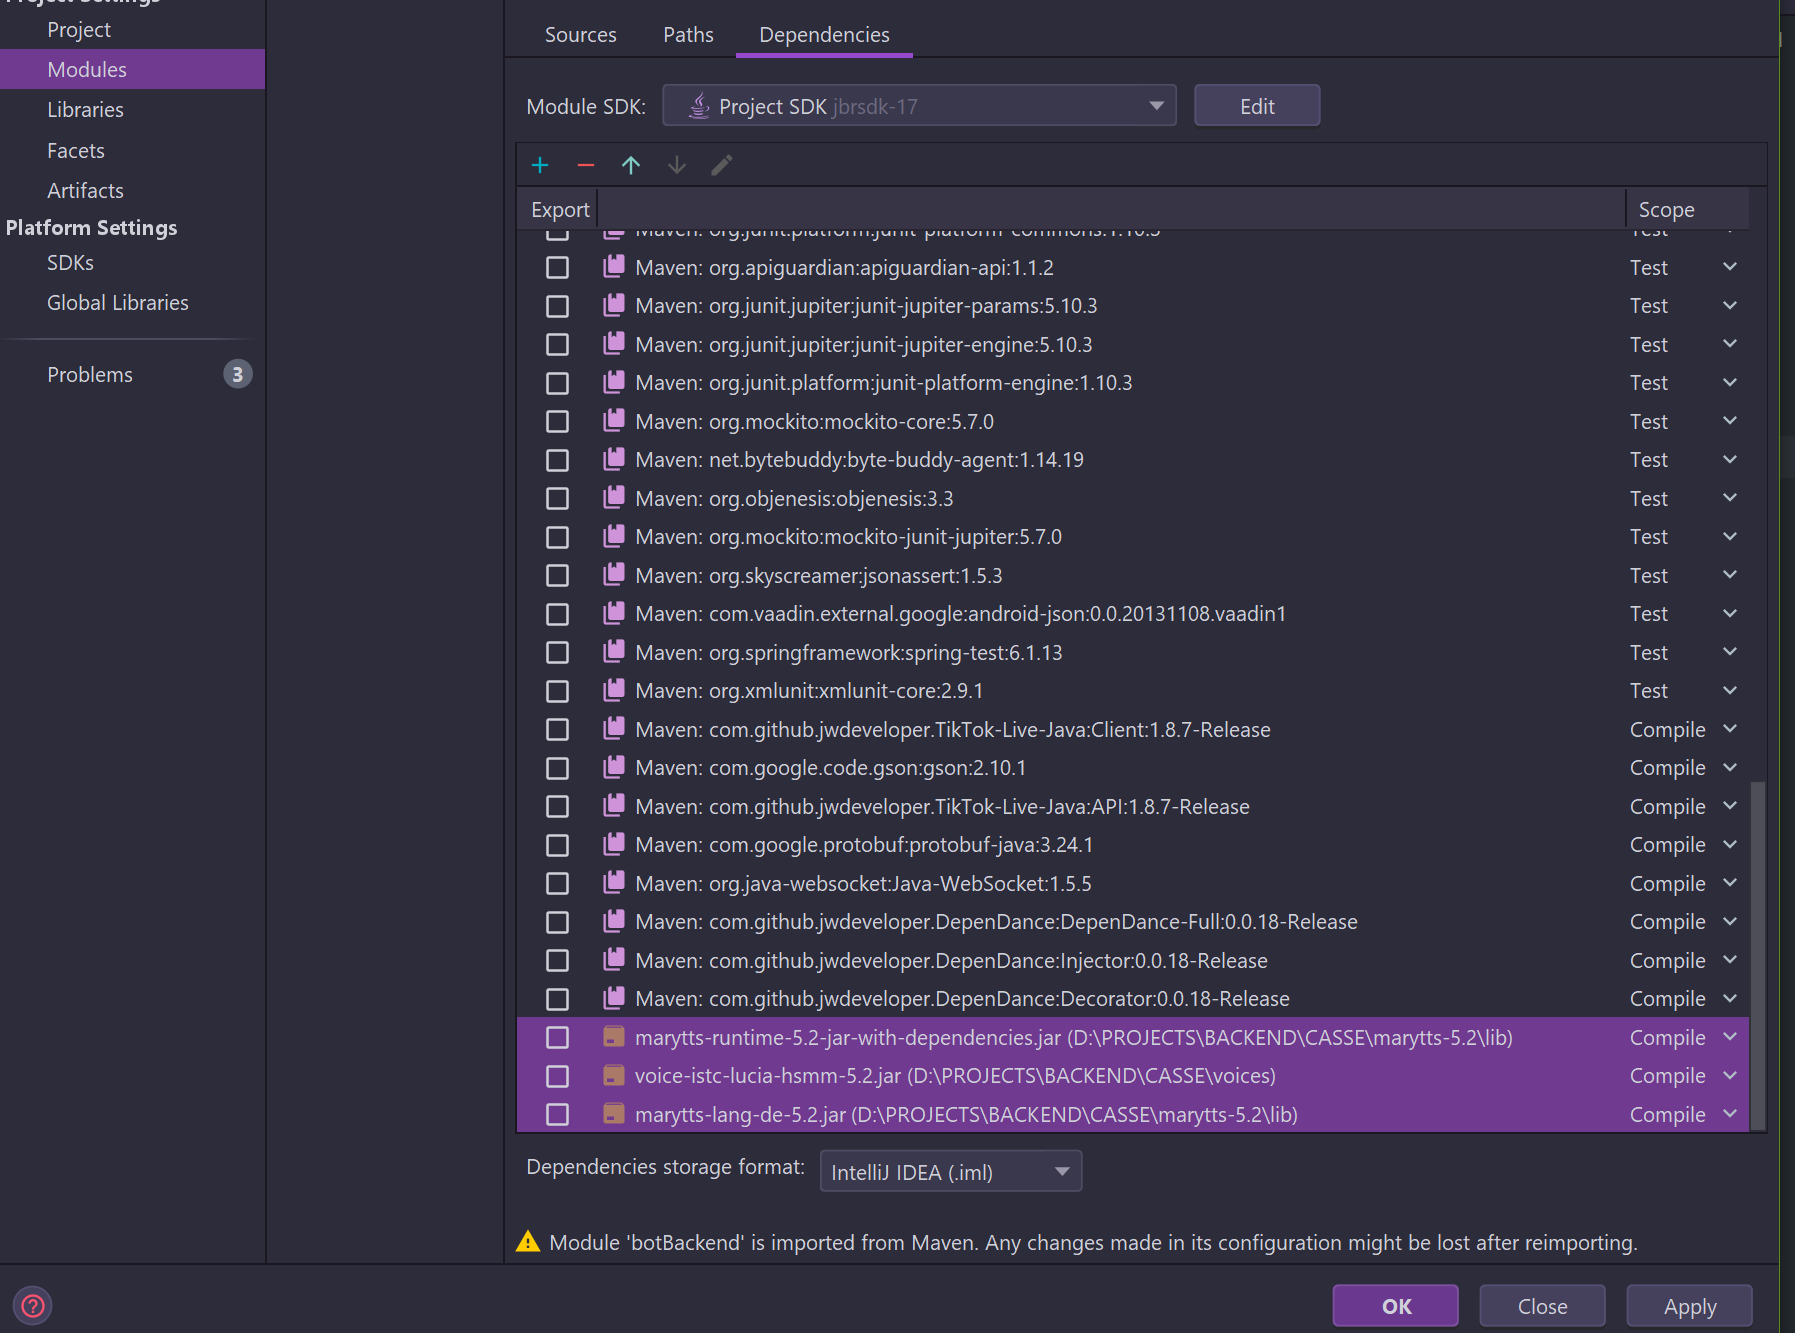 Project Settings
Project
Modules
Libraries
Facets
Artifacts
Platform Settings
SDKs
Global Libraries
Problems 3
Sources Paths Dependencies
Module SDK: Project SDK jbrsdk-17 Edit
Export Scope
Maven: org.junit.platform:junit-platform-commons:1.10.3 Test
Maven: org.apiguardian:apiguardian-api:1.1.2 Test
Maven: org.junit.jupiter:junit-jupiter-params:5.10.3 Test
Maven: org.junit.jupiter:junit-jupiter-engine:5.10.3 Test
Maven: org.junit.platform:junit-platform-engine:1.10.3 Test
Maven: org.mockito:mockito-core:5.7.0 Test
Maven: net.bytebuddy:byte-buddy-agent:1.14.19 Test
Maven: org.objenesis:objenesis:3.3 Test
Maven: org.mockito:mockito-junit-jupiter:5.7.0 Test
Maven: org.skyscreamer:jsonassert:1.5.3 Test
Maven: com.vaadin.external.google:android-json:0.0.20131108.vaadin1 Test
Maven: org.springframework:spring-test:6.1.13 Test
Maven: org.xmlunit:xmlunit-core:2.9.1 Test
Maven: com.github.jwdeveloper.TikTok-Live-Java:Client:1.8.7-Release Compile
Maven: com.google.code.gson:gson:2.10.1 Compile
Maven: com.github.jwdeveloper.TikTok-Live-Java:API:1.8.7-Release Compile
Maven: com.google.protobuf:protobuf-java:3.24.1 Compile
Maven: org.java-websocket:Java-WebSocket:1.5.5 Compile
Maven: com.github.jwdeveloper.DepenDance:DepenDance-Full:0.0.18-Release Compile
Maven: com.github.jwdeveloper.DepenDance:Injector:0.0.18-Release Compile
Maven: com.github.jwdeveloper.DepenDance:Decorator:0.0.18-Release Compile
marytts-runtime-5.2-jar-with-dependencies.jar (D:\PROJECTS\BACKEND\CASSE\marytts-5.2\lib) Compile
voice-istc-lucia-hsmm-5.2.jar (D:\PROJECTS\BACKEND\CASSE\voices) Compile
marytts-lang-de-5.2.jar (D:\PROJECTS\BACKEND\CASSE\marytts-5.2\lib) Compile
Dependencies storage format: IntelliJ IDEA (.iml)
Module 'botBackend' is imported from Maven. Any changes made in its configuration might be lost after reimporting.
? OK Close Apply